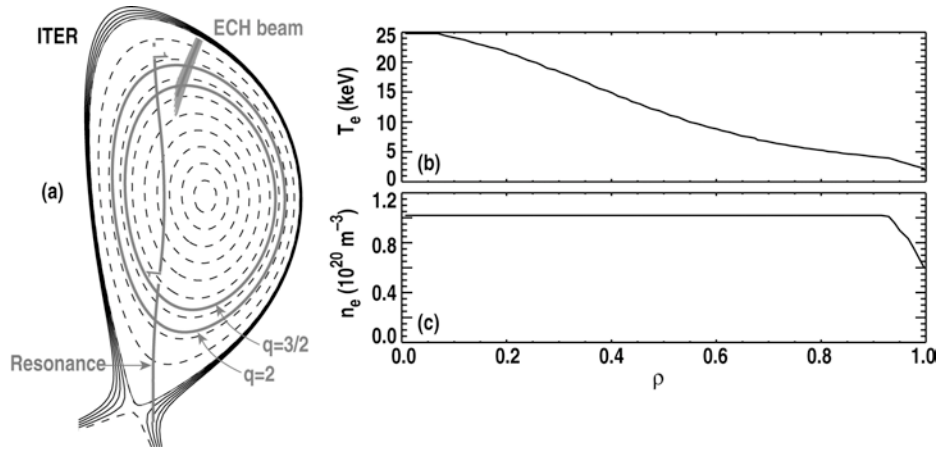 ITER
ECH beam
(a)
q=3/2
Resonance
q=2
25
20
15
10
5
0
T_e (keV)
(b)
1.2
0.8
0.4
0.0
n_e (10^20 m^−3)
(c)
0.0 0.2 0.4 0.6 0.8 1.0
ρ